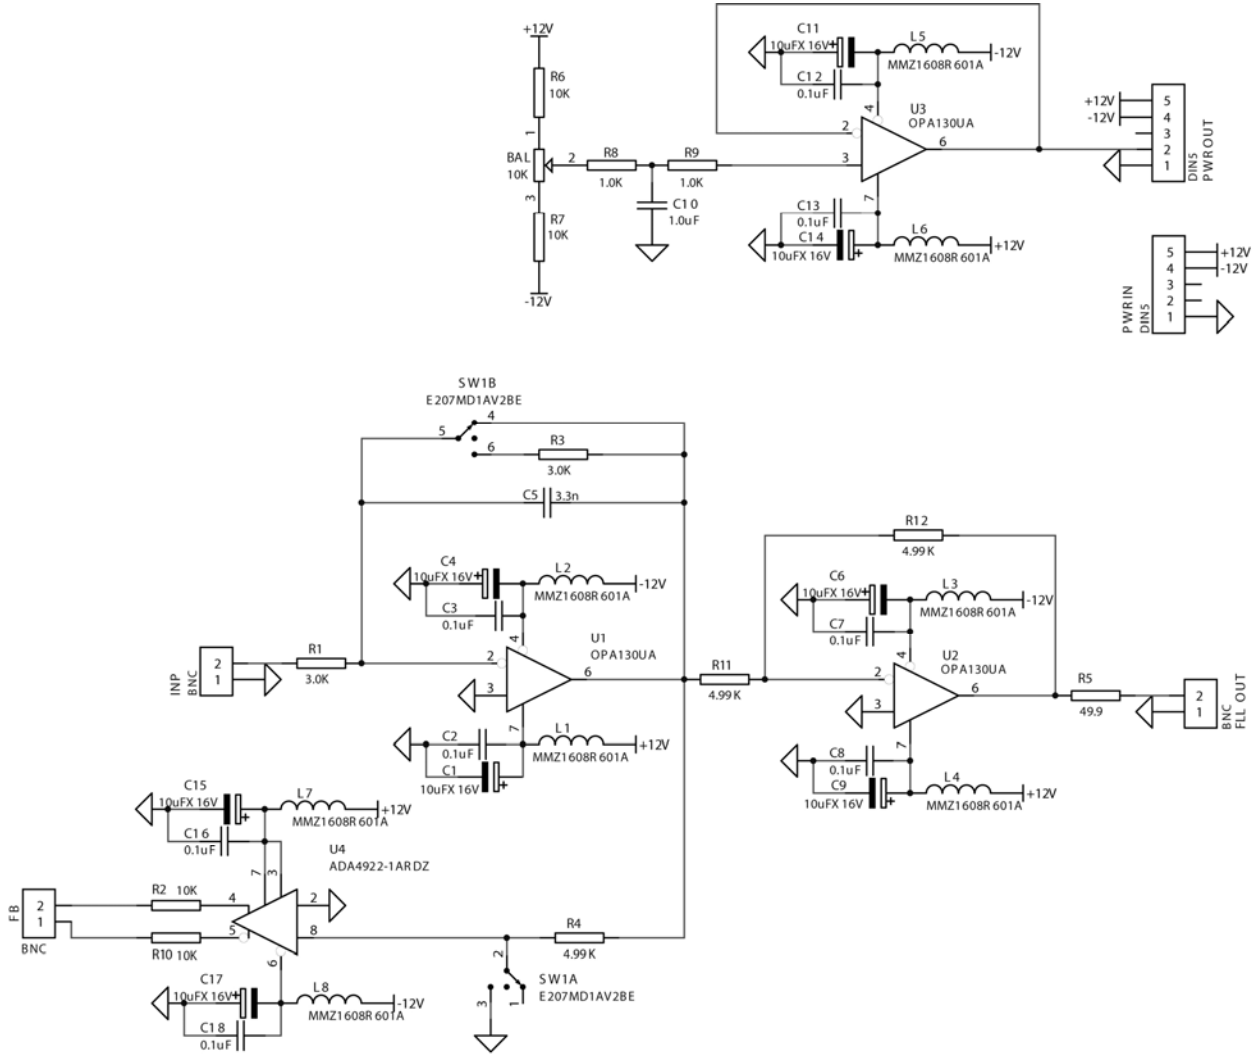 +12V
R6
10K
1
BAL
10K
2
3
R7
10K
-12V
R8
1.0K
C10
1.0uF
R9
1.0K
C11
10uFX 16V+
C12
0.1uF
L5
MMZ1608R 601A
-12V
4
U3
OPA130UA
2
3
6
7
C13
0.1uF
C14
10uFX 16V
+
L6
MMZ1608R 601A
+12V
+12V
-12V
5
4
3
2
1
DIN5
PWROUT
5
4
3
2
1
+12V
-12V
PWRIN
DIN5
SW1B
E207MD1AV2BE
5
4
6
R3
3.0K
C5
3.3n
C4
10uFX 16V+
C3
0.1uF
L2
MMZ1608R 601A
-12V
4
U1
OPA130UA
INP
BNC
2
1
R1
3.0K
2
3
6
7
C2
0.1uF
C1
10uFX 16V
+
L1
MMZ1608R 601A
+12V
R11
4.99K
R12
4.99K
C6
10uFX 16V+
C7
0.1uF
L3
MMZ1608R 601A
-12V
4
U2
OPA130UA
2
3
6
7
C8
0.1uF
C9
10uFX 16V
+
L4
MMZ1608R 601A
+12V
R5
49.9
2
1
BNC
FLL OUT
C15
10uFX 16V
+
C16
0.1uF
L7
MMZ1608R 601A
+12V
U4
ADA4922-1ARDZ
7
3
FB
2
1
BNC
R2 10K
R10 10K
4
5
2
8
6
C17
10uFX 16V+
C18
0.1uF
L8
MMZ1608R 601A
-12V
R4
4.99K
2
SW1A
E207MD1AV2BE
3
1